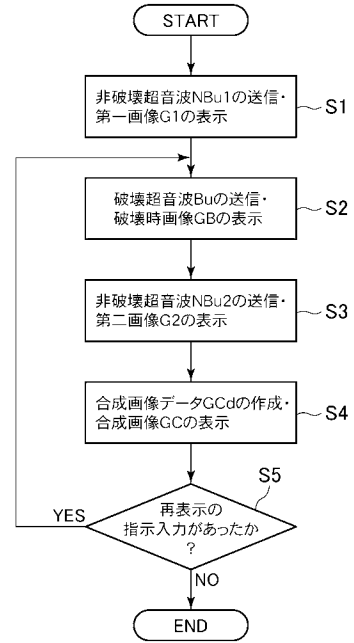 START
非破壊超音波NBu1の送信・
第一画像G1の表示
S1
破壊超音波Buの送信・
破壊時画像GBの表示
S2
非破壊超音波NBu2の送信・
第二画像G2の表示
S3
合成画像データGCdの作成・
合成画像GCの表示
S4
S5
再表示の
指示入力があったか
?
YES
NO
END